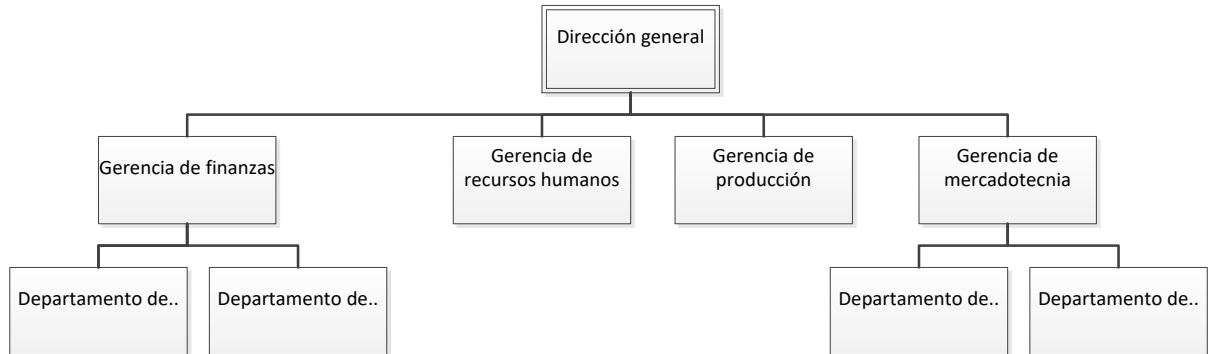 Dirección general
Gerencia de finanzas
Gerencia de
recursos humanos
Gerencia de
producción
Gerencia de
mercadotecnia
Departamento de..
Departamento de..
Departamento de..
Departamento de..